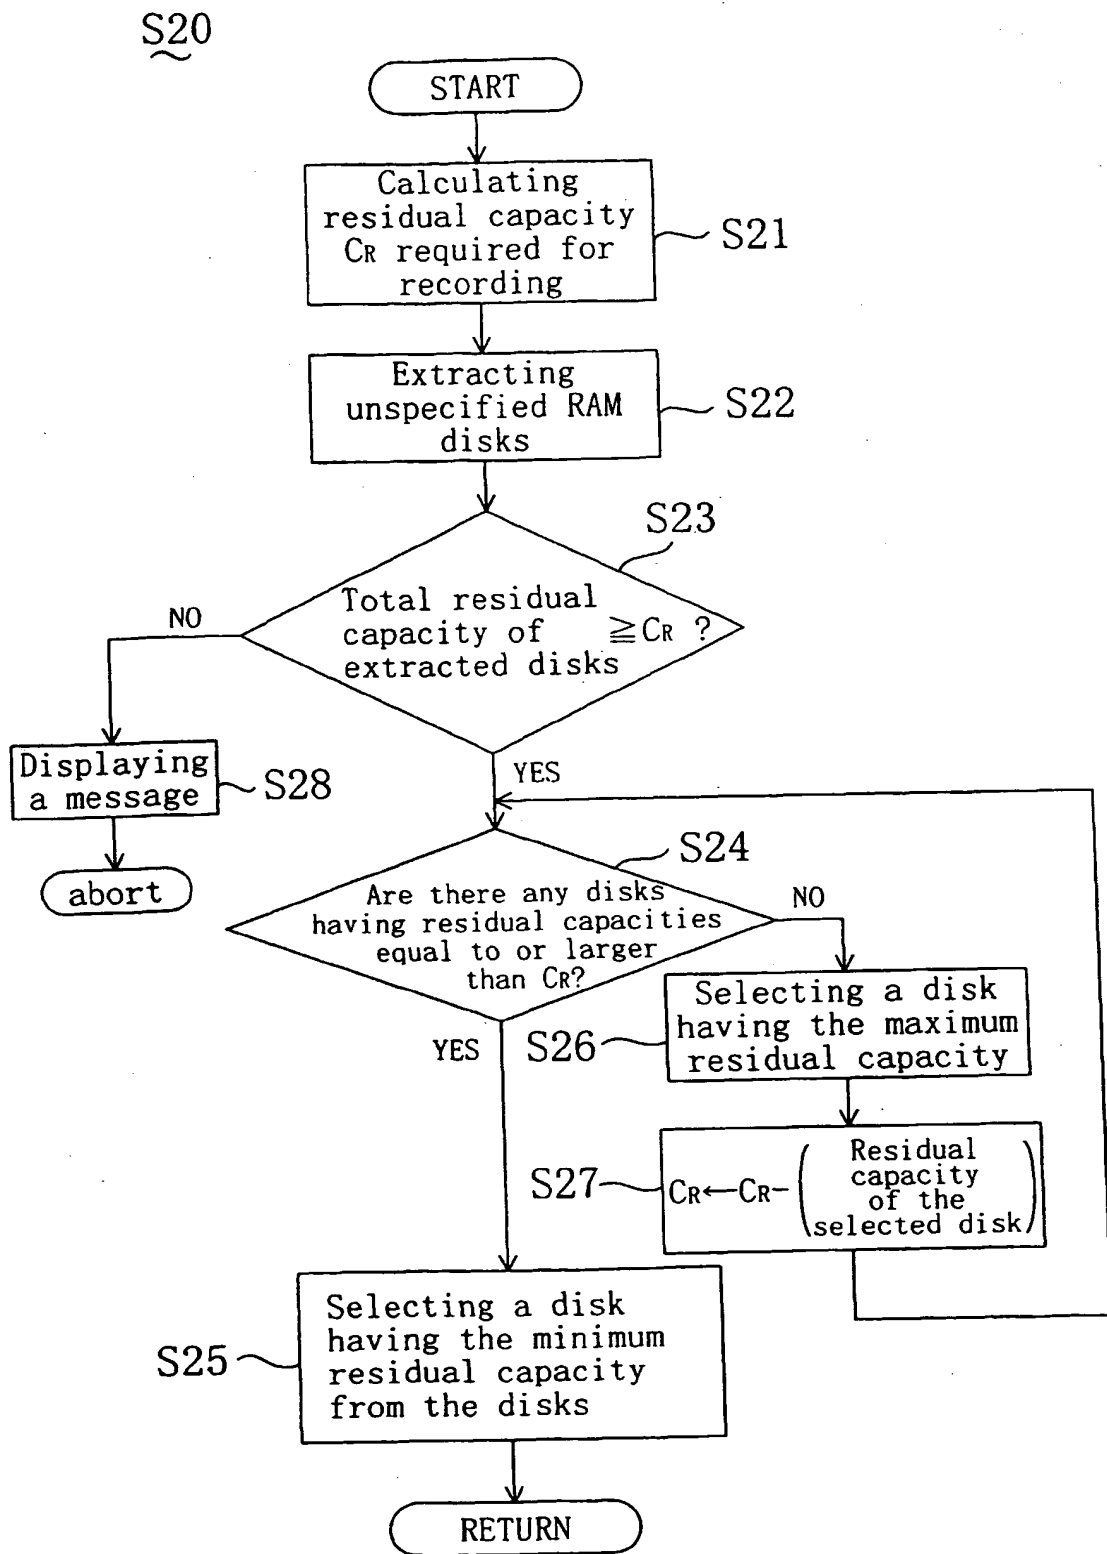 S20
START
Calculating
residual capacity
CR required for
recording
S21
Extracting
unspecified RAM
disks
S22
S23
Total residual
capacity of ≧CR ?
extracted disks
NO
YES
Displaying
a message
S28
abort
S24
Are there any disks
having residual capacities
equal to or larger
than CR?
NO
YES
Selecting a disk
having the maximum
residual capacity
S26
S27
CR←CR-
Residual
capacity
of the
selected disk
S25
Selecting a disk
having the minimum
residual capacity
from the disks
RETURN